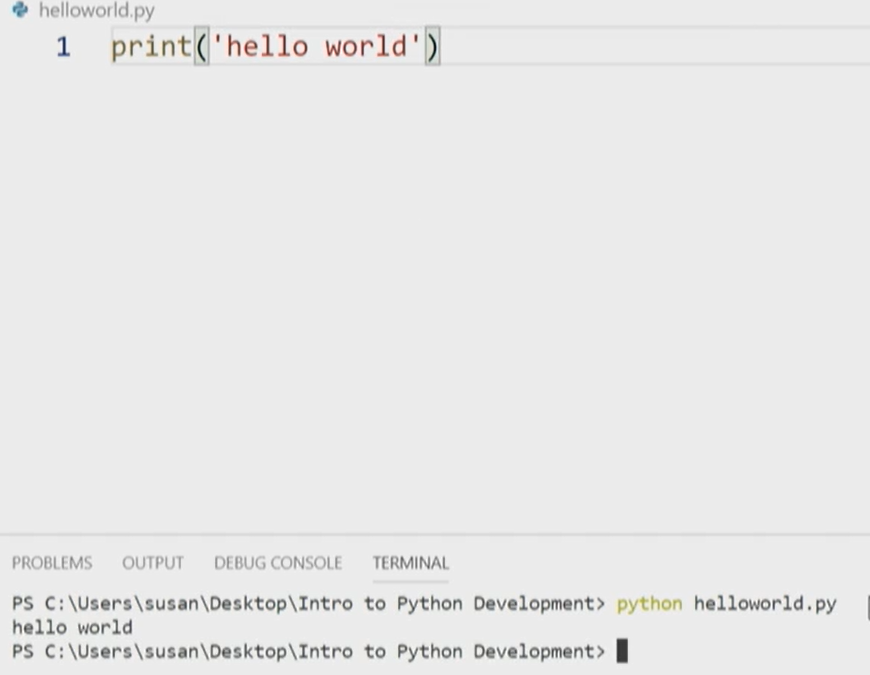 helloworld.py
1 print('hello world')
PROBLEMS OUTPUT DEBUG CONSOLE TERMINAL
PS C:\Users\susan\Desktop\Intro to Python Development> python helloworld.py
hello world
PS C:\Users\susan\Desktop\Intro to Python Development>